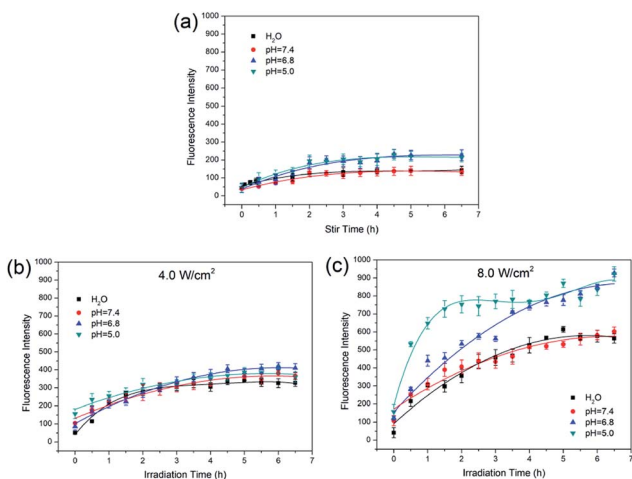 (a)
1000
900
800
700
600
500
400
300
200
100
0
Fluorescence Intensity
H₂O
pH=7.4
pH=6.8
pH=5.0
0 1 2 3 4 5 6 7
Stir Time (h)
(b)
4.0 W/cm²
1000
900
800
700
600
500
400
300
200
100
0
Fluorescence Intensity
H₂O
pH=7.4
pH=6.8
pH=5.0
0 1 2 3 4 5 6 7
Irradiation Time (h)
(c)
8.0 W/cm²
1000
900
800
700
600
500
400
300
200
100
0
Fluorescence Intensity
H₂O
pH=7.4
pH=6.8
pH=5.0
0 1 2 3 4 5 6 7
Irradiation Time (h)